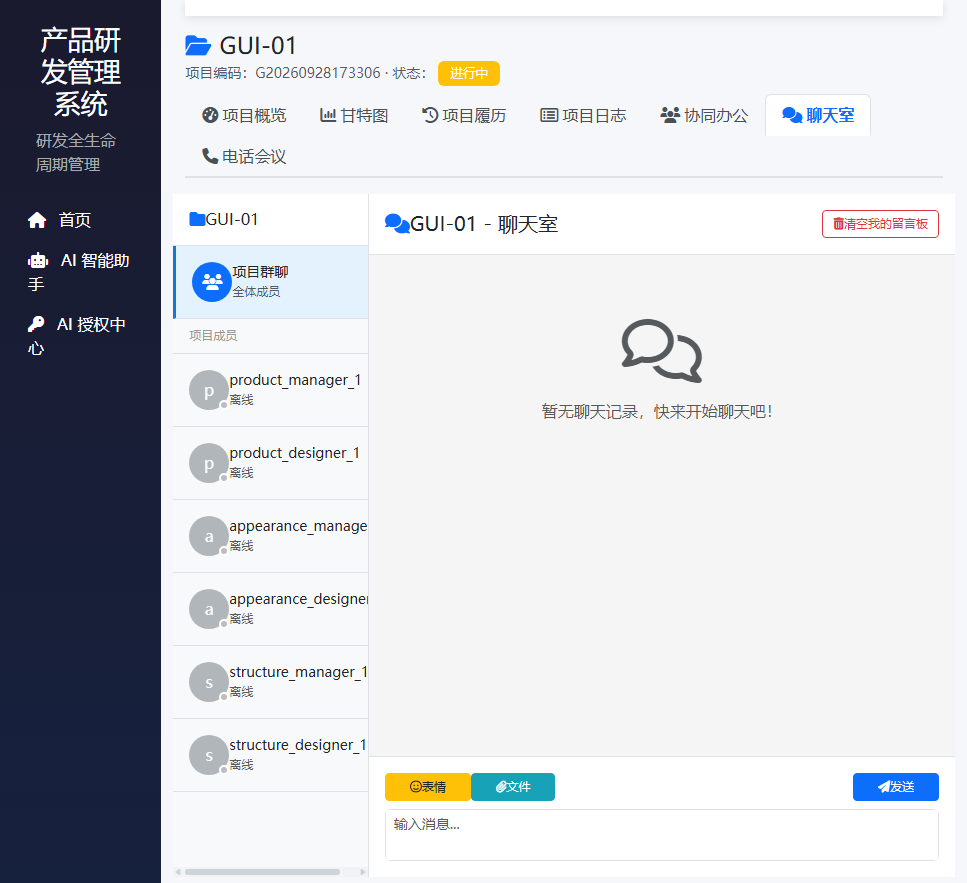 产品研
发管理
系统
研发全生命
周期管理
首页
AI 智能助
手
AI 授权中
心
GUI-01
项目编码: G20260928173306 · 状态: 进行中
项目概览 甘特图 项目履历 项目日志 协同办公 聊天室
电话会议
GUI-01
项目群聊
全体成员
项目成员
p product_manager_1
离线
p product_designer_1
离线
a appearance_manage
离线
a appearance_designer
离线
s structure_manager_1
离线
s structure_designer_1
离线
GUI-01 - 聊天室 清空我的留言板
暂无聊天记录，快来开始聊天吧！
表情 文件 发送
输入消息...